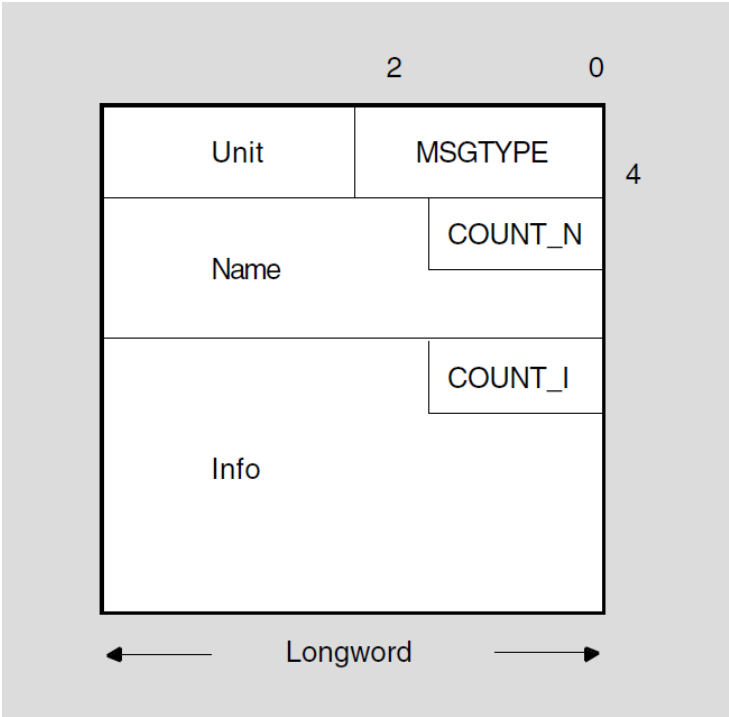 2 0
Unit MSGTYPE
4
COUNT_N
Name
COUNT_I
Info
Longword